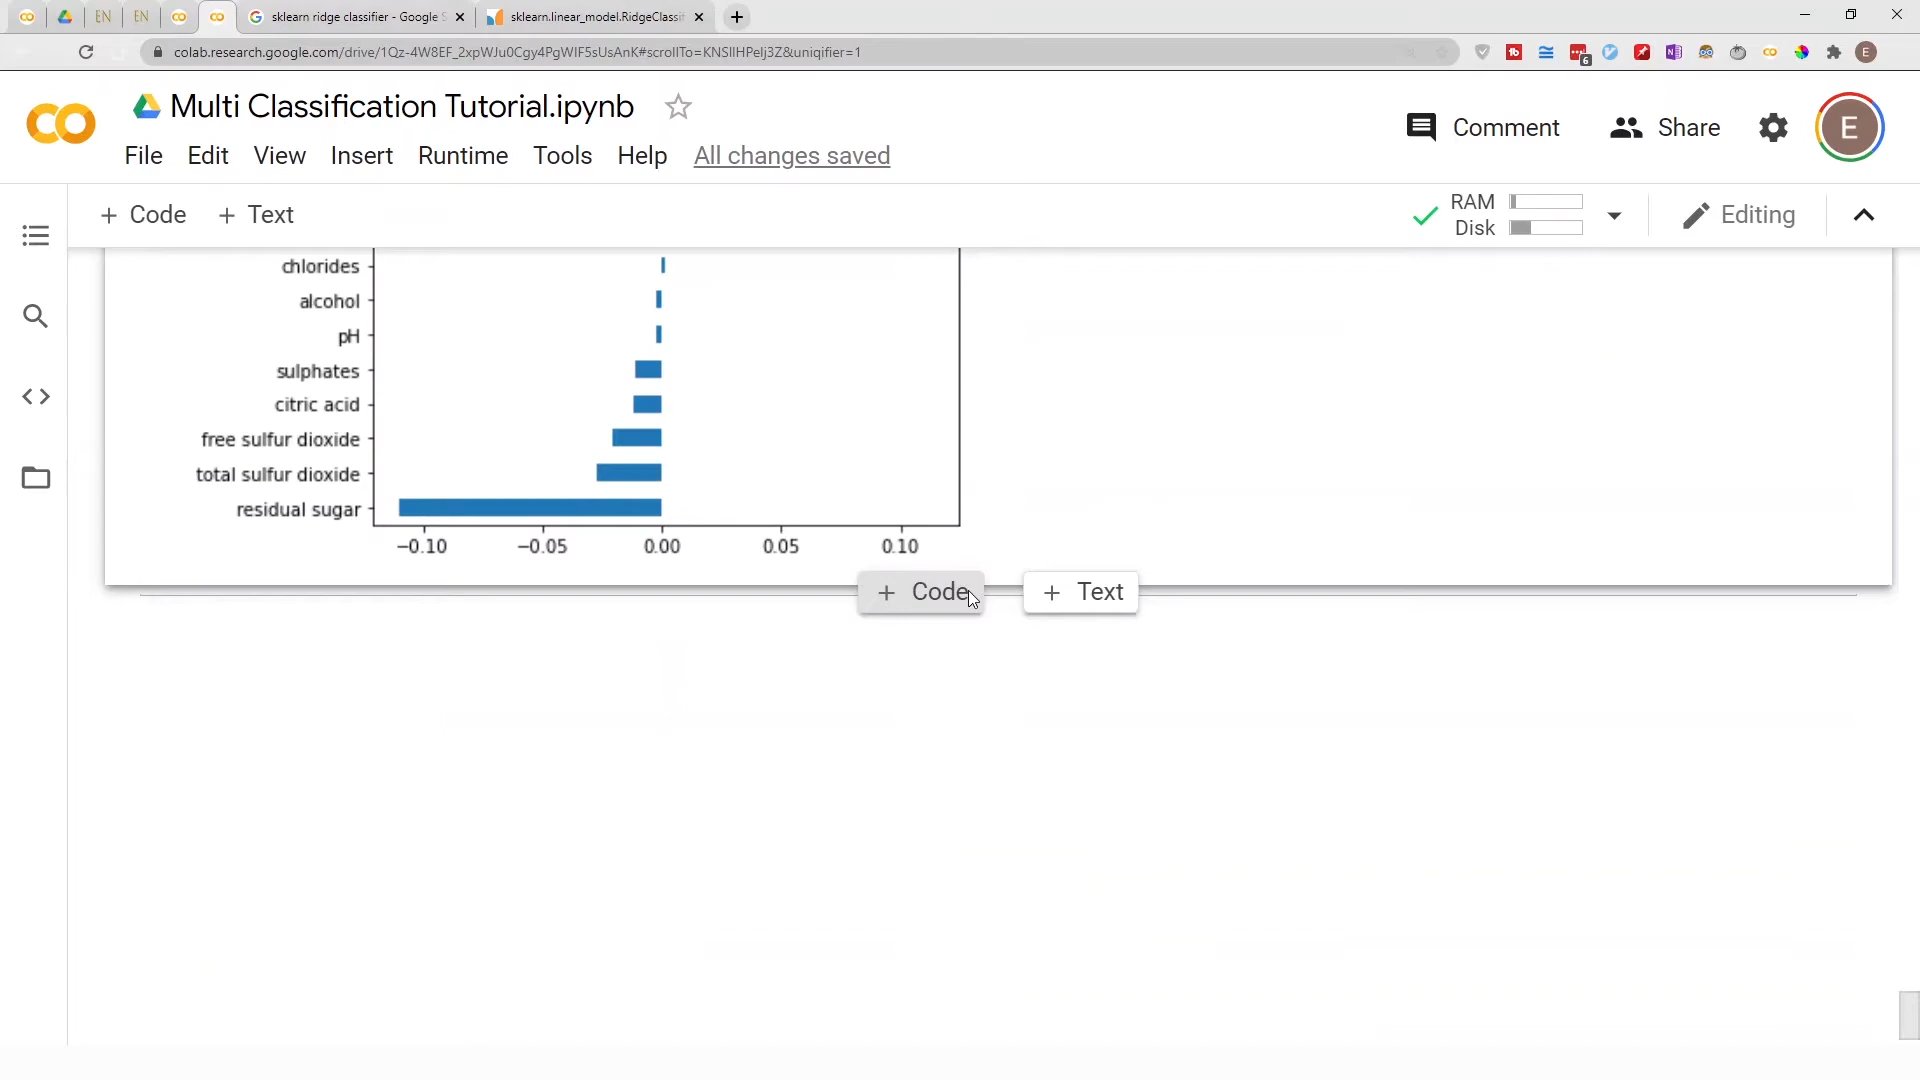 EN
EN
sklearn ridge classifier - Google S
sklearn.linear_model.RidgeClassif
colab.research.google.com/drive/1Qz-4W8EF_2xpWJu0Cgy4PgWIF5sUsAnK#scrollTo=KNSIIHPelj3Z&uniqifier=1
6
E
Multi Classification Tutorial.ipynb
File Edit View Insert Runtime Tools Help All changes saved
Comment
Share
E
+ Code + Text
RAM
Disk
Editing
chlorides
alcohol
pH
sulphates
citric acid
free sulfur dioxide
total sulfur dioxide
residual sugar
−0.10 −0.05 0.00 0.05 0.10
+ Code + Text